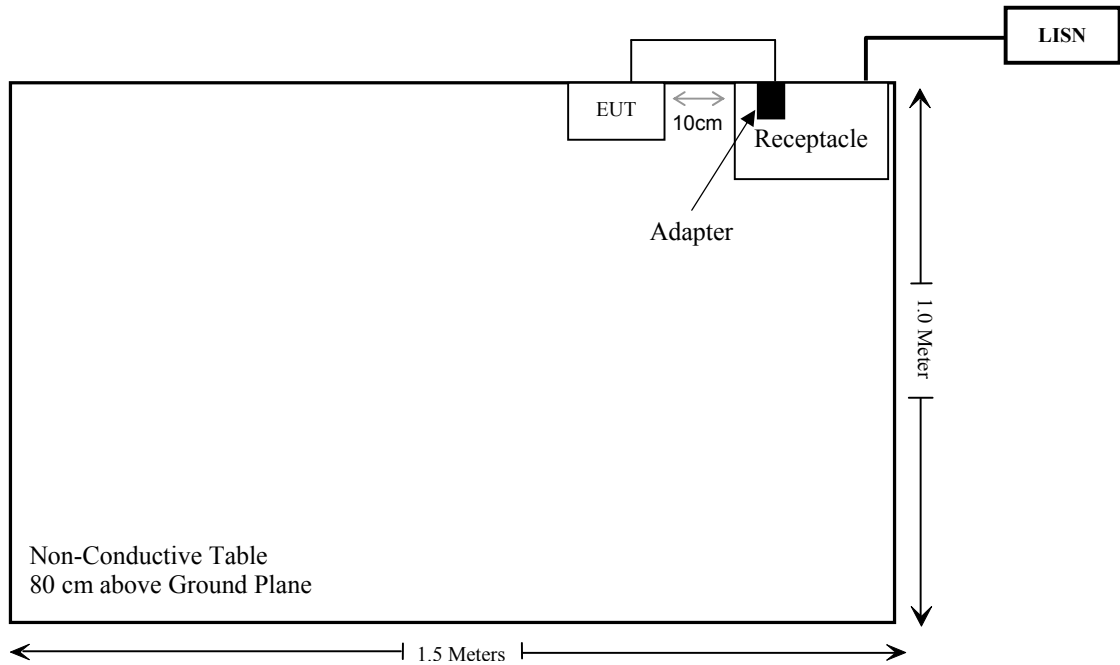 LISN
EUT
10cm
Receptacle
Adapter
1.0 Meter
Non-Conductive Table
80 cm above Ground Plane
1.5 Meters